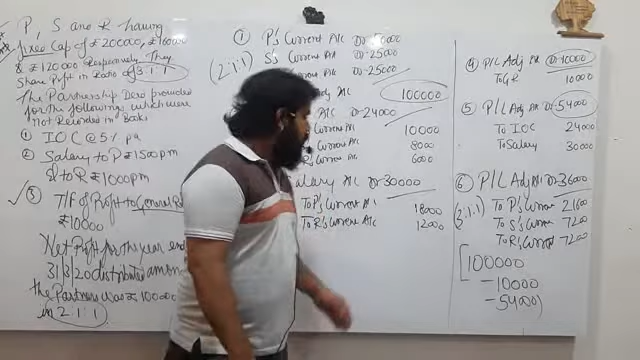 P, S and R having
fixed Cap of ₹200000, ₹160000
& ₹120000 Respectively. They
Share Profit in Ratio of 3:1:1
The Partnership Deed provided
for the following which were
not Recorded in Books
① IOC @ 5% pa
② Salary to P ₹1500pm
& to R ₹1000pm
③ T/F of Profit to General
₹10000
Net Profit for the year
31/3/20 distributed among
the Partners was ₹100000
in 2:1:1
① P's Current A/C Dr 50000
S's Current Dr 25000
Current Dr 25000
(2:1:1)
A/C 100000
A/C Dr 24000
Current A/C 10000
Current A/C 8000
R's Current A/C 6000
Salary A/C Dr 30000
To P's Current A/C 18000
To R's Current A/C 12000
④ P/L Adj A/C Dr 10000
To GR 10000
⑤ P/L Adj A/C Dr 54000
To IOC 24000
To Salary 30000
⑥ P/L Adj A/C Dr 36000
(3:1:1) To P's Current 21600
To S's Current 7200
To R's Current 7200
100000
-10000
-54000